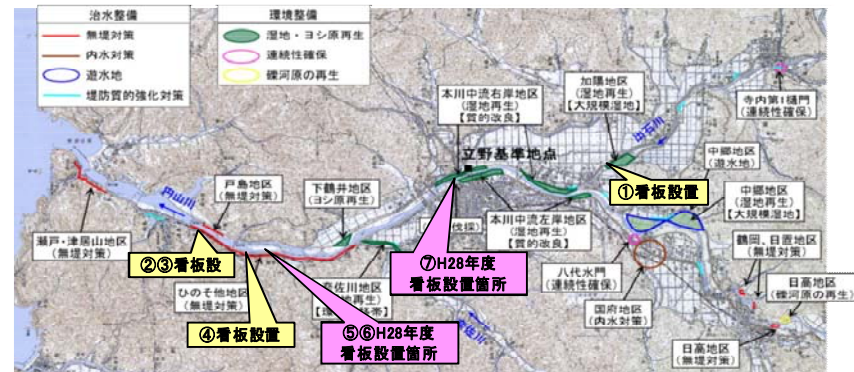 治水整備
無堤対策
内水対策
遊水地
堤防質的強化対策
環境整備
湿地・ヨシ原再生
連続性確保
礫河原の再生
本川中流右岸地区
(湿地再生)
【質的改良】
加陽地区
(湿地再生)
【大規模湿地】
寺内第1樋門
(連続性確保)
出石川
立野基準地点
中郷地区
(遊水地)
①看板設置
中郷地区
(湿地再生)
【大規模湿地】
戸島地区
(無堤対策)
下鶴井地区
(ヨシ原再生)
円山川
瀬戸・津居山地区
(無堤対策)
②③看板設
本川中流左岸地区
(湿地再生)
【質的改良】
⑦H28年度
看板設置箇所
鶴岡、日置地区
(無堤対策)
八代水門
(連続性確保)
日高地区
(礫河原の再生)
ひのそ他地区
(無堤対策)
④看板設置
奈佐川地区
⑤⑥H28年度
看板設置箇所
国府地区
(内水対策)
日高地区
(無堤対策)